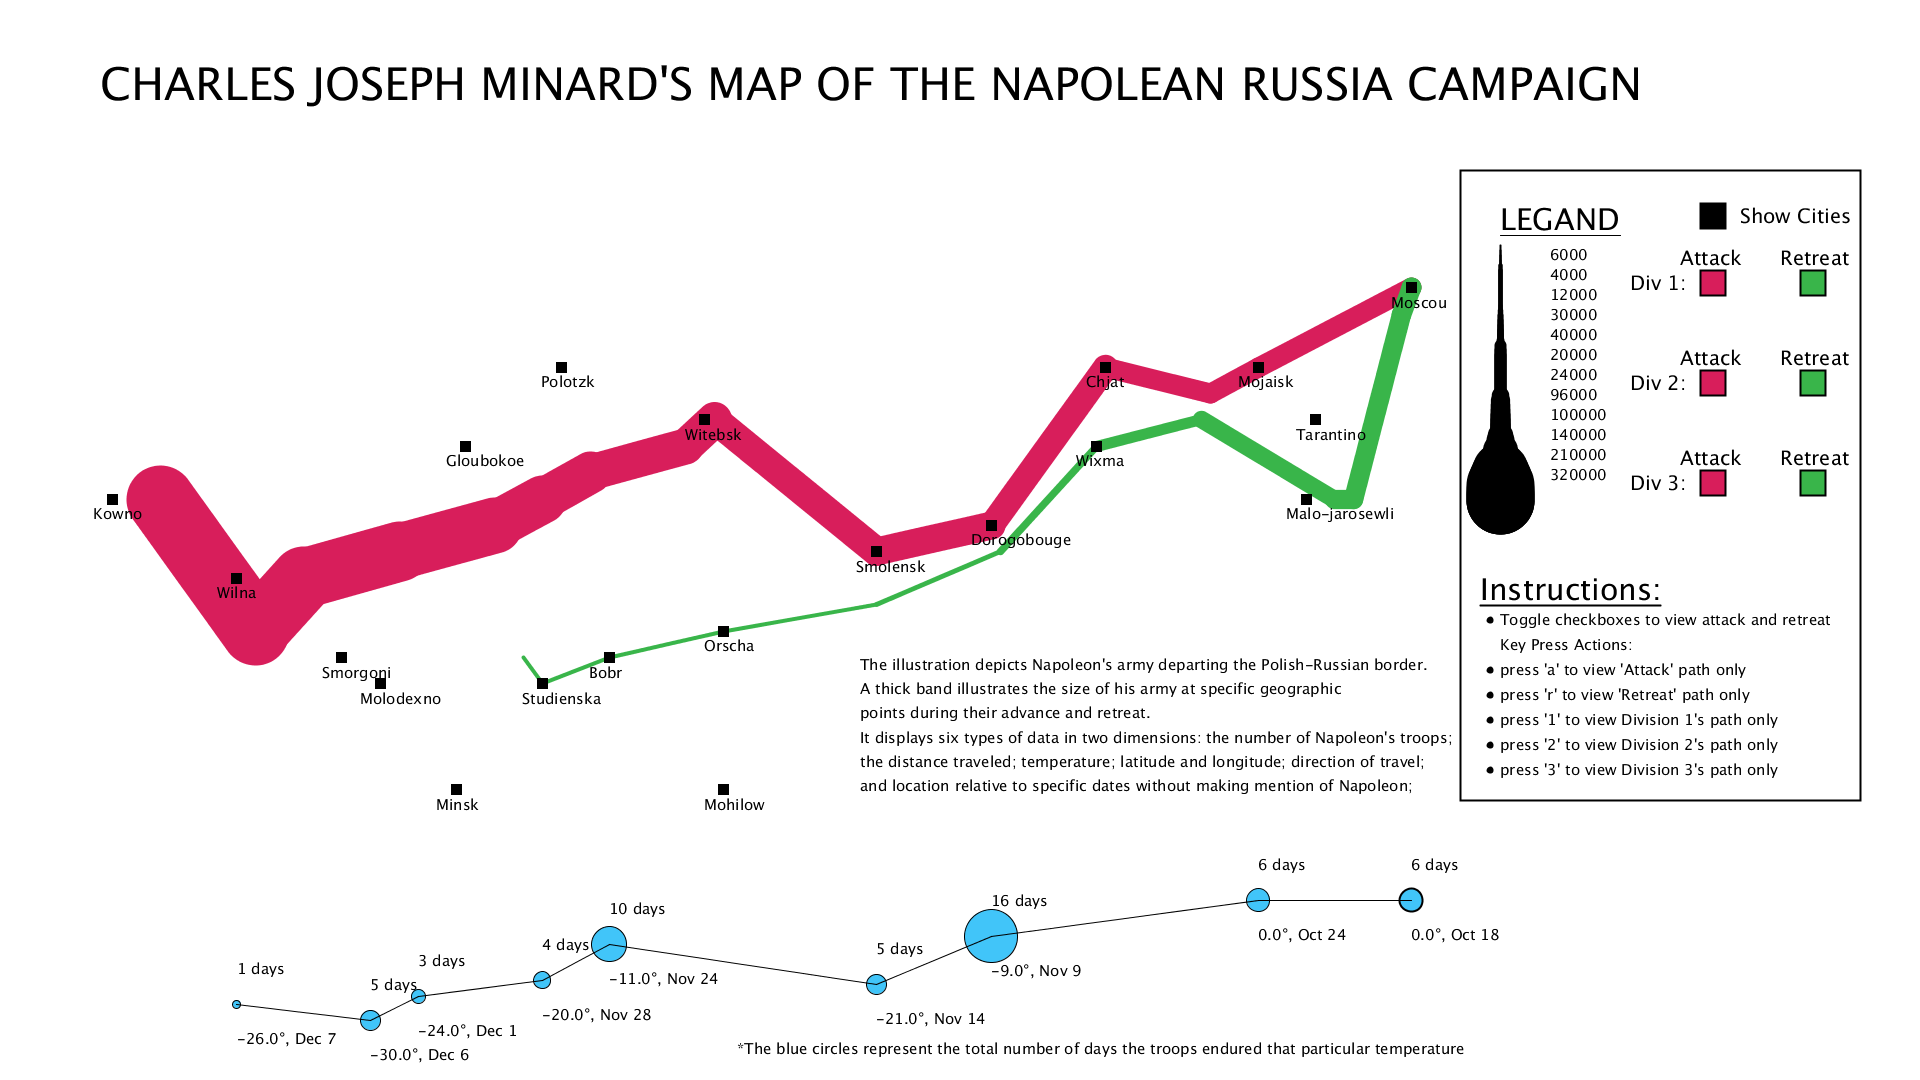 CHARLES JOSEPH MINARD'S MAP OF THE NAPOLEAN RUSSIA CAMPAIGN
LEGAND
Show Cities
6000
4000
12000
30000
40000
20000
24000
96000
100000
140000
210000
320000
Attack Retreat
Div 1:
Attack Retreat
Div 2:
Attack Retreat
Div 3:
Instructions:
• Toggle checkboxes to view attack and retreat
Key Press Actions:
• press 'a' to view 'Attack' path only
• press 'r' to view 'Retreat' path only
• press '1' to view Division 1's path only
• press '2' to view Division 2's path only
• press '3' to view Division 3's path only
Moscou
Polotzk
Chjat
Mojaisk
Witebsk
Tarantino
Gloubokoe
Wixma
Kowno
Malo-jarosewli
Dorogobouge
Smolensk
Wilna
Orscha
Smorgoni
Bobr
Molodexno
Studienska
Minsk
Mohilow
The illustration depicts Napoleon's army departing the Polish-Russian border.
A thick band illustrates the size of his army at specific geographic
points during their advance and retreat.
It displays six types of data in two dimensions: the number of Napoleon's troops;
the distance traveled; temperature; latitude and longitude; direction of travel;
and location relative to specific dates without making mention of Napoleon;
1 days
-26.0°, Dec 7
5 days
-30.0°, Dec 6
3 days
-24.0°, Dec 1
4 days
-20.0°, Nov 28
10 days
-11.0°, Nov 24
5 days
-21.0°, Nov 14
16 days
-9.0°, Nov 9
6 days
0.0°, Oct 24
6 days
0.0°, Oct 18
*The blue circles represent the total number of days the troops endured that particular temperature